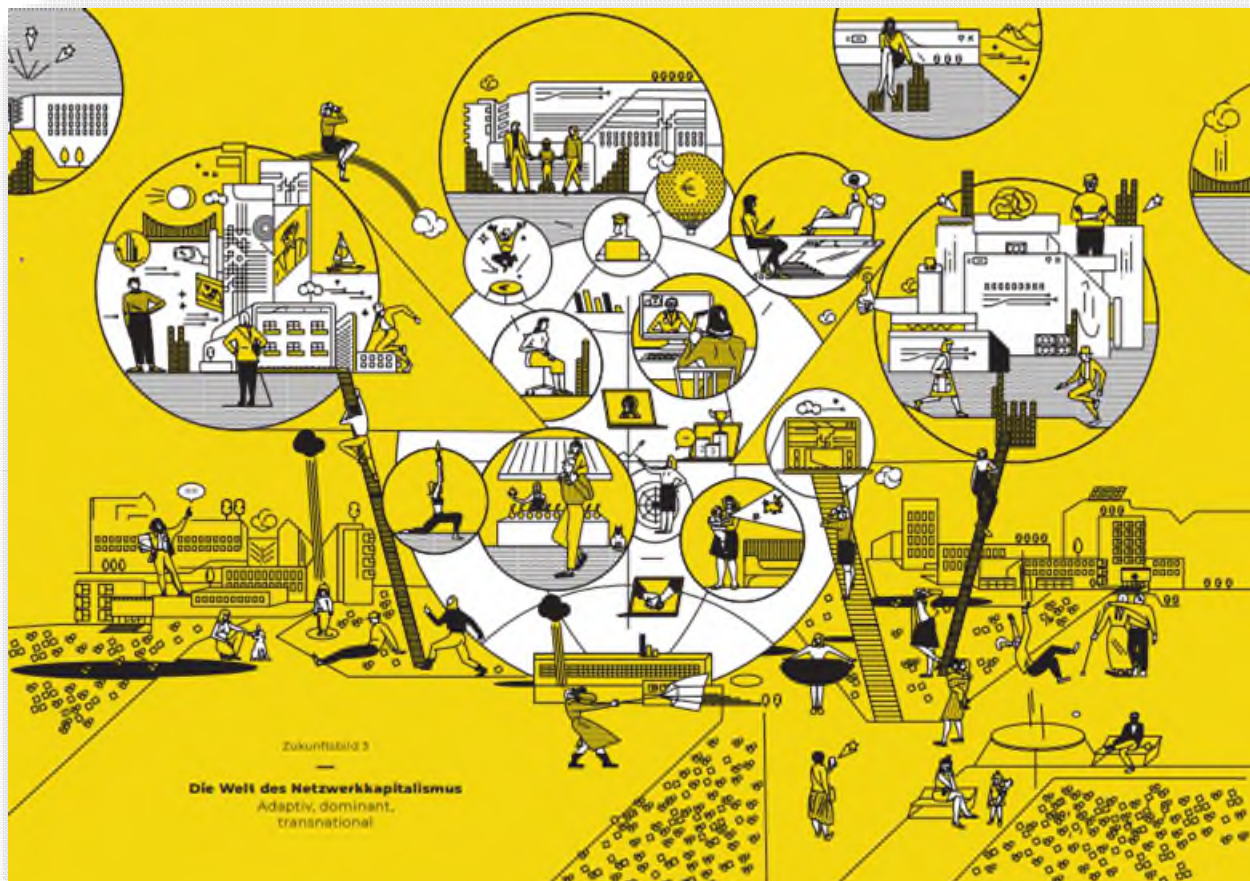 €
Zukunftsbild 3
Die Welt des Netzwerkkapitalismus
Adaptiv, dominant,
transnational